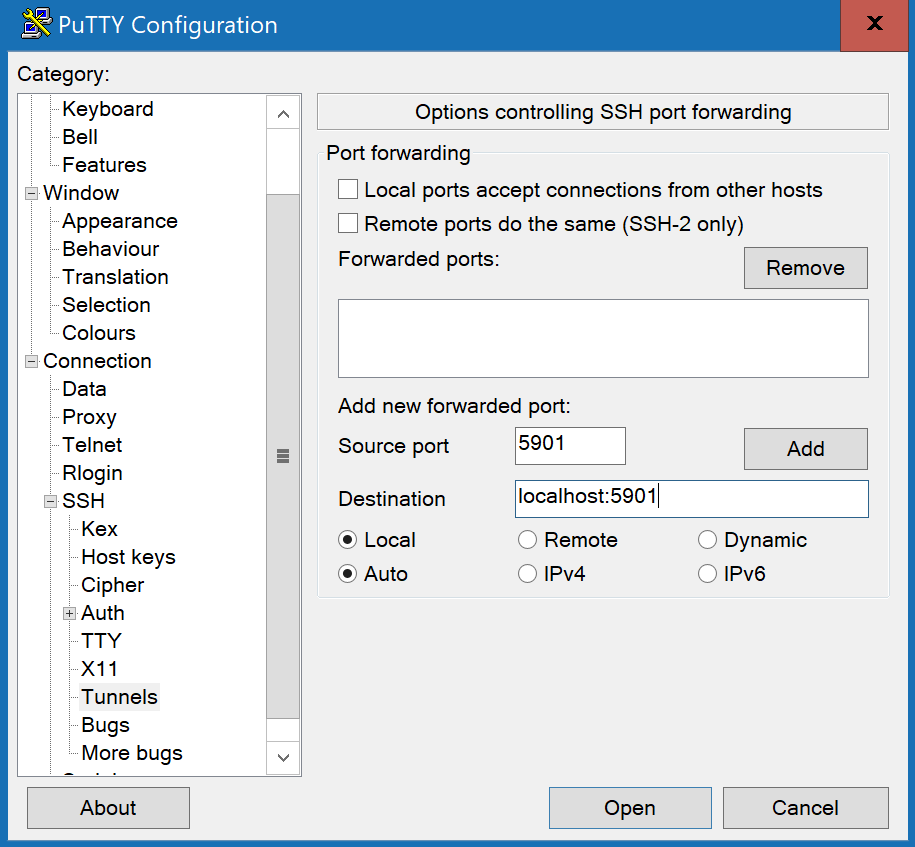 PuTTY Configuration
X
Category:
Keyboard
Bell
Features
Window
Appearance
Behaviour
Translation
Selection
Colours
Connection
Data
Proxy
Telnet
Rlogin
SSH
Kex
Host keys
Cipher
Auth
TTY
X11
Tunnels
Bugs
More bugs
Options controlling SSH port forwarding
Port forwarding
Local ports accept connections from other hosts
Remote ports do the same (SSH-2 only)
Forwarded ports:
Remove
Add new forwarded port:
Source port 5901 Add
Destination localhost:5901
Local Remote Dynamic
Auto IPv4 IPv6
About Open Cancel